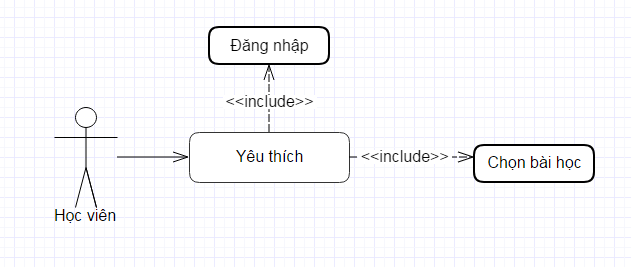 Đăng nhập
<<include>>
Yêu thích
<<include>>
Chọn bài học
Học viên